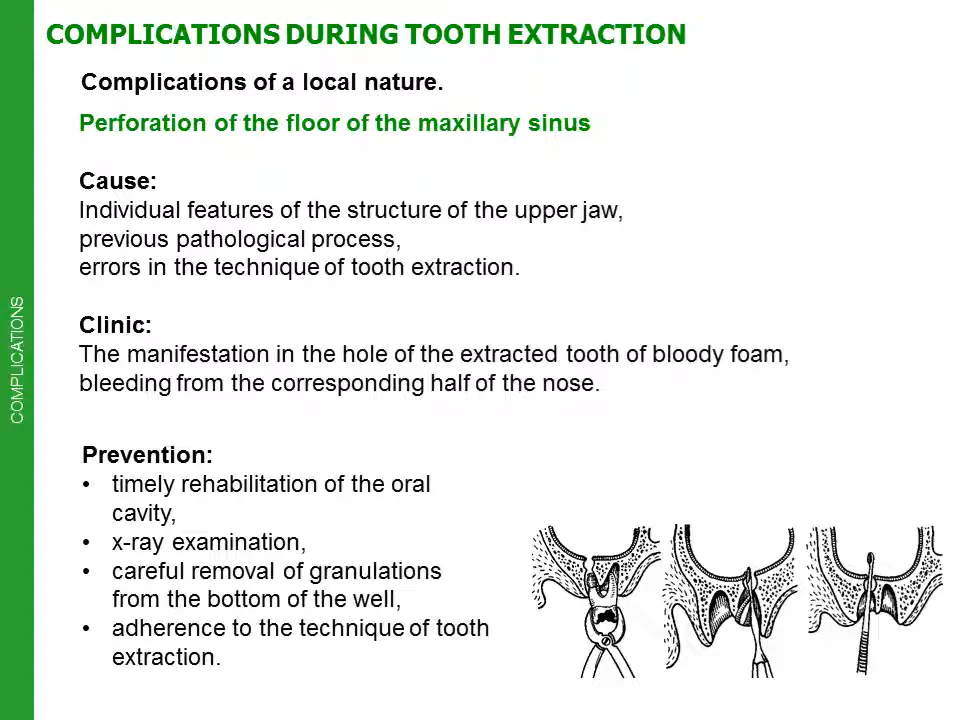 COMPLICATIONS DURING TOOTH EXTRACTION
Complications of a local nature.
Perforation of the floor of the maxillary sinus
Cause:
Individual features of the structure of the upper jaw,
previous pathological process,
errors in the technique of tooth extraction.
Clinic:
The manifestation in the hole of the extracted tooth of bloody foam,
bleeding from the corresponding half of the nose.
Prevention:
• timely rehabilitation of the oral
cavity,
• x-ray examination,
• careful removal of granulations
from the bottom of the well,
• adherence to the technique of tooth
extraction.
COMPLICATIONS